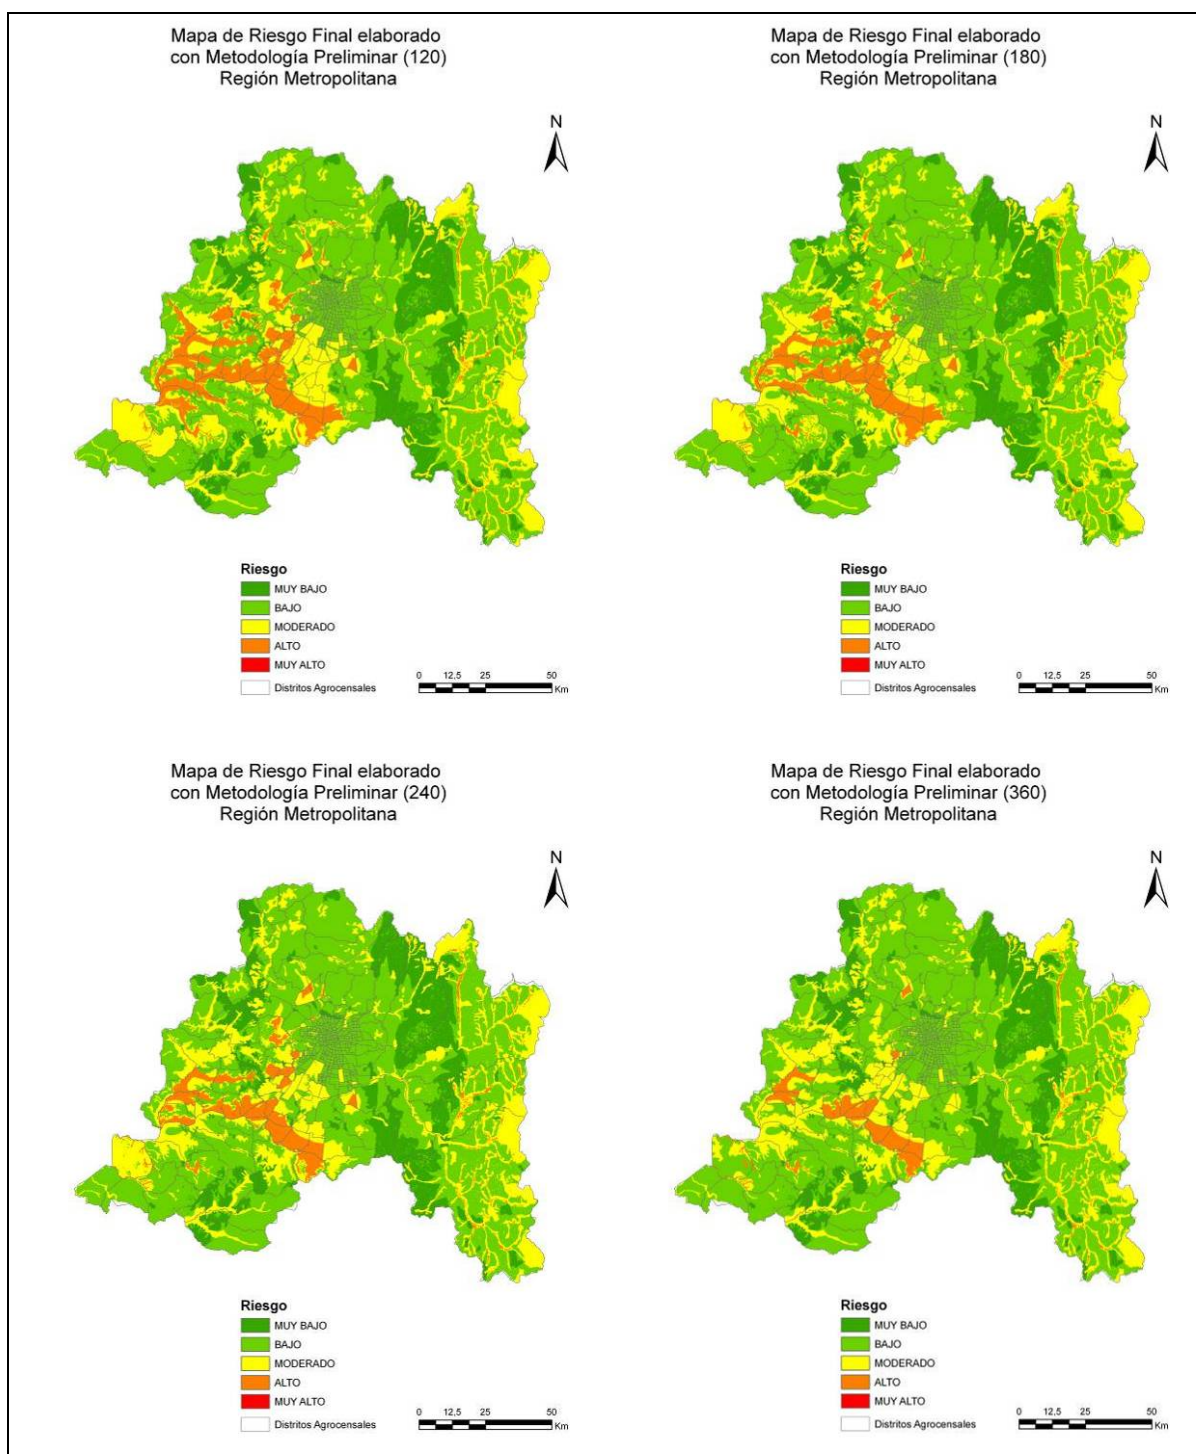 Mapa de Riesgo Final elaborado
con Metodología Preliminar (120)
Región Metropolitana
N
Riesgo
MUY BAJO
BAJO
MODERADO
ALTO
MUY ALTO
Distritos Agrocensales
0 12,5 25 50
Km
Mapa de Riesgo Final elaborado
con Metodología Preliminar (180)
Región Metropolitana
N
Riesgo
MUY BAJO
BAJO
MODERADO
ALTO
MUY ALTO
Distritos Agrocensales
0 12,5 25 50
Km
Mapa de Riesgo Final elaborado
con Metodología Preliminar (240)
Región Metropolitana
N
Riesgo
MUY BAJO
BAJO
MODERADO
ALTO
MUY ALTO
Distritos Agrocensales
0 12,5 25 50
Km
Mapa de Riesgo Final elaborado
con Metodología Preliminar (360)
Región Metropolitana
N
Riesgo
MUY BAJO
BAJO
MODERADO
ALTO
MUY ALTO
Distritos Agrocensales
0 12,5 25 50
Km